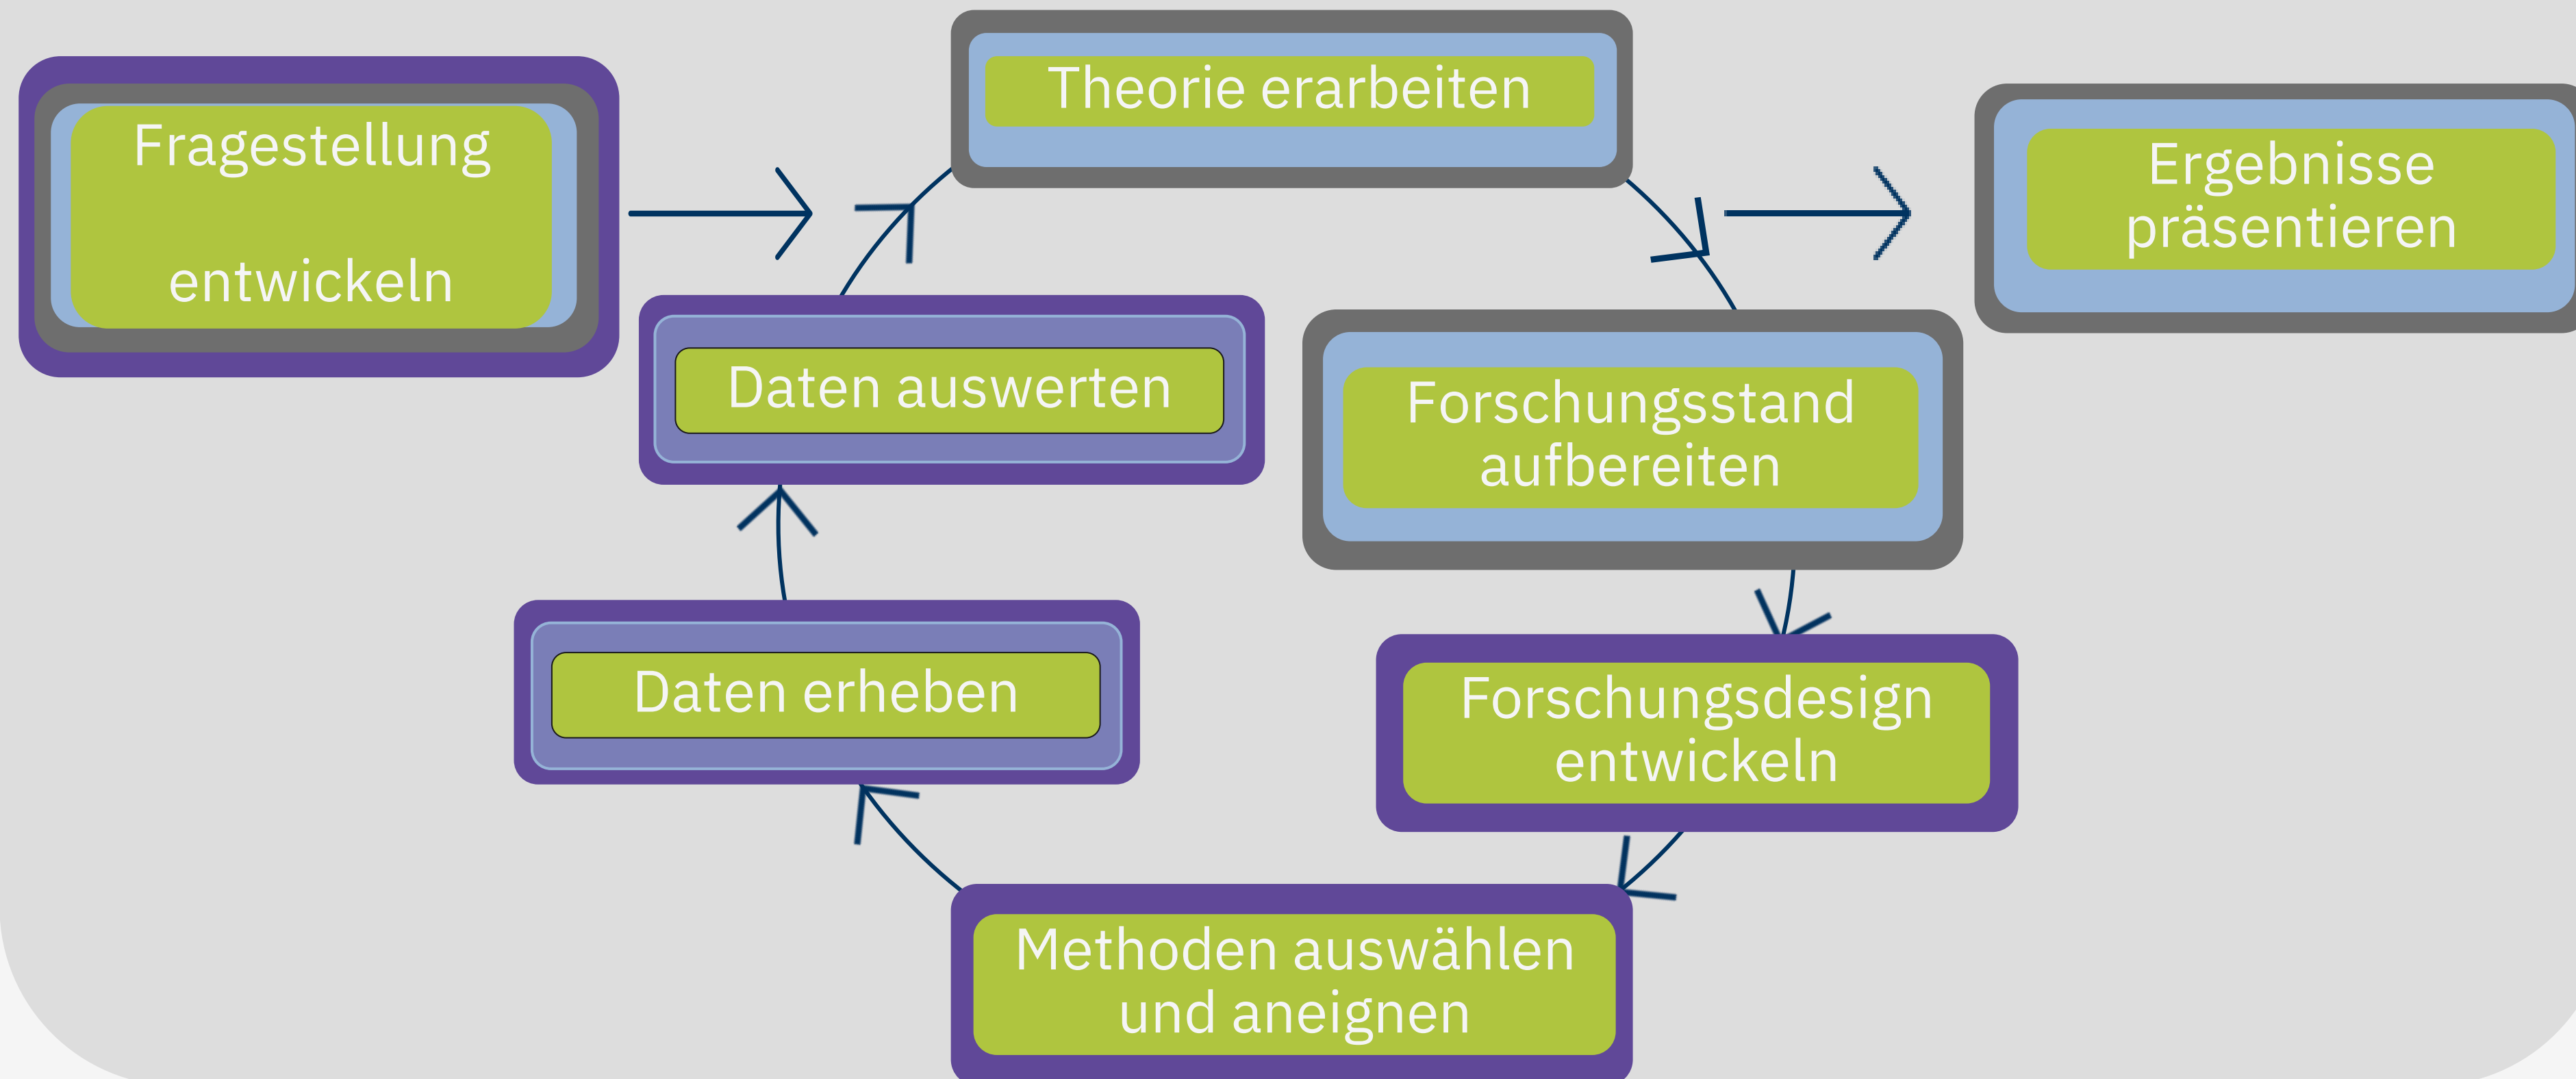 Theorie erarbeiten
Fragestellung
entwickeln
Ergebnisse
präsentieren
Daten auswerten
Forschungsstand
aufbereiten
Daten erheben
Forschungsdesign
entwickeln
Methoden auswählen
und aneignen